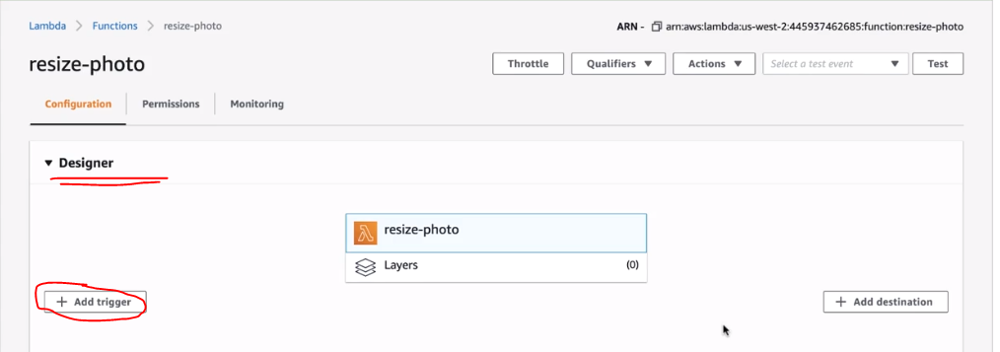 Lambda > Functions > resize-photo
ARN - arn:aws:lambda:us-west-2:445937462685:function:resize-photo
resize-photo
Throttle
Qualifiers
Actions
Select a test event
Test
Configuration
Permissions
Monitoring
Designer
resize-photo
Layers
(0)
+ Add trigger
+ Add destination